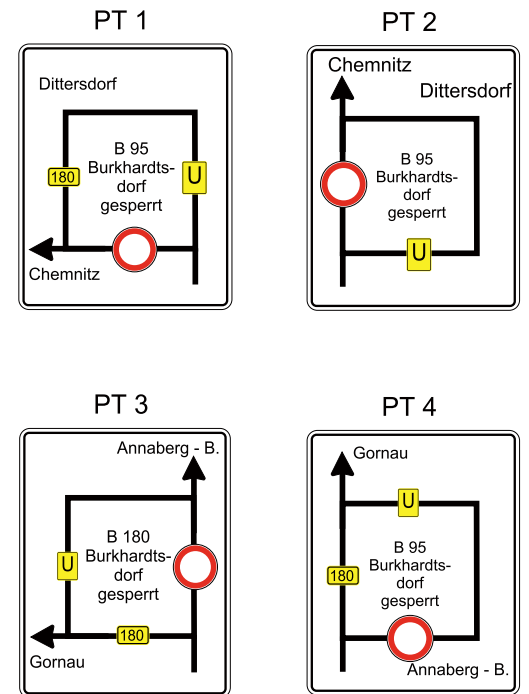 PT 1
Dittersdorf
B 95
Burkhardts-
dorf
gesperrt
180
U
Chemnitz
PT 2
Chemnitz
Dittersdorf
B 95
Burkhardts-
dorf
gesperrt
U
PT 3
Annaberg - B.
B 180
Burkhardts-
dorf
gesperrt
U
180
Gornau
PT 4
Gornau
U
B 95
Burkhardts-
dorf
gesperrt
180
Annaberg - B.